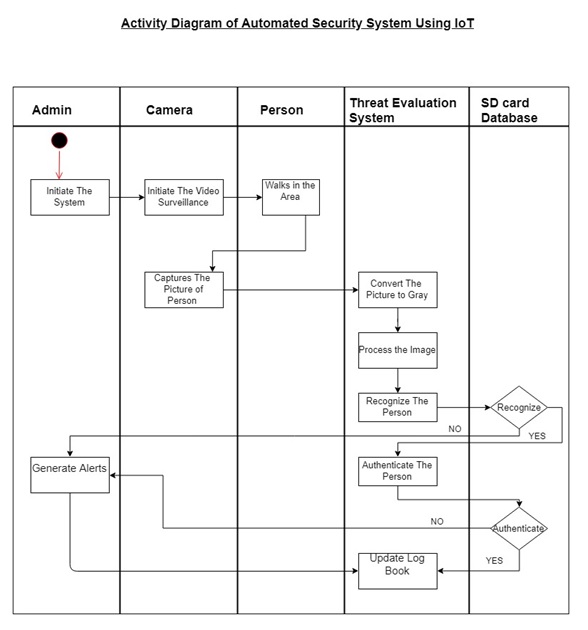 Activity Diagram of Automated Security System Using IoT
Admin
Camera
Person
Threat Evaluation
System
SD card
Database
Initiate The
System
Initiate The Video
Surveillance
Walks in the
Area
Captures The
Picture of
Person
Convert The
Picture to Gray
Process the Image
Recognize The
Person
Recognize
NO
YES
Generate Alerts
Authenticate The
Person
NO
Authenticate
YES
Update Log
Book